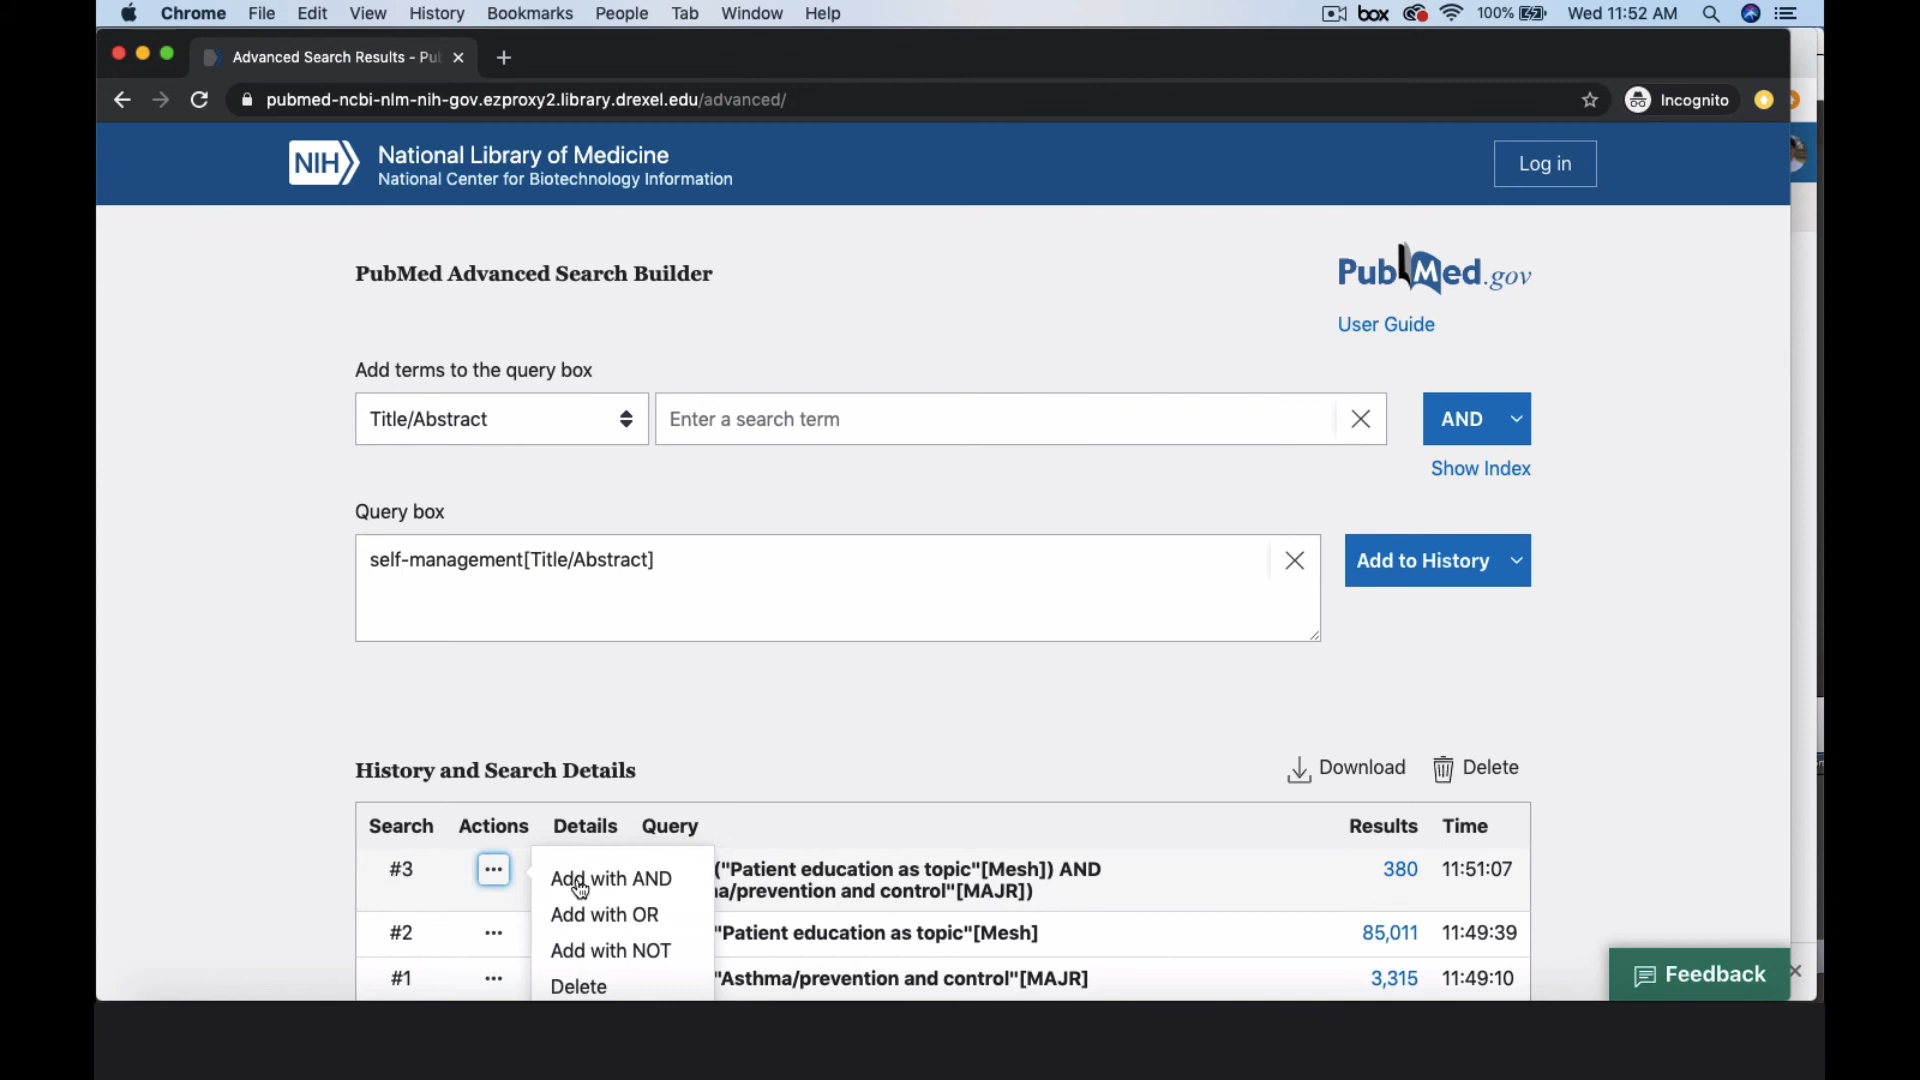 Chrome File Edit View History Bookmarks People Tab Window Help box 100% Wed 11:52 AM
Advanced Search Results - Pu
pubmed-ncbi-nlm-nih-gov.ezproxy2.library.drexel.edu/advanced/ Incognito
NIH National Library of Medicine
National Center for Biotechnology Information
Log in
PubMed Advanced Search Builder
PubMed.gov
User Guide
Add terms to the query box
Title/Abstract Enter a search term AND
Show Index
Query box
self-management[Title/Abstract]
Add to History
History and Search Details Download Delete
Search Actions Details Query Results Time
#3 ("Patient education as topic"[Mesh]) AND 380 11:51:07
a/prevention and control"[MAJR])
Add with AND
Add with OR
Add with NOT
Delete
#2 "Patient education as topic"[Mesh] 85,011 11:49:39
#1 "Asthma/prevention and control"[MAJR] 3,315 11:49:10
Feedback